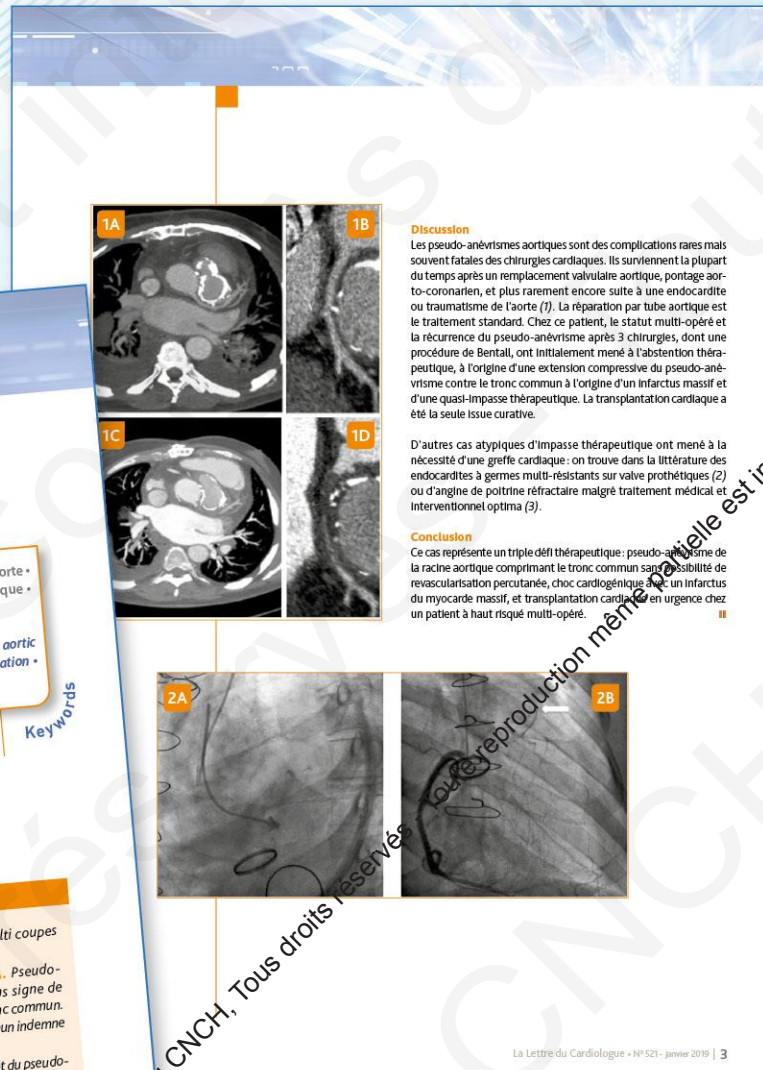 1A
1B
1C
1D
Discussion
Les pseudo-anévrismes aortiques sont des complications rares mais
souvent fatales des chirurgies cardiaques. Ils surviennent la plupart
du temps après un remplacement valvulaire aortique, pontage aor-
to-coronarien, et plus rarement encore suite à une endocardite
ou traumatisme de l'aorte (1). La réparation par tube aortique est
le traitement standard. Chez ce patient, le statut multi-opéré et
la récurrence du pseudo-anévrisme après 3 chirurgies, dont une
procédure de Bentall, ont initialement mené à l'abstention théra-
peutique, à l'origine d'une extension compressive du pseudo-ané-
vrisme contre le tronc commun à l'origine d'un infarctus massif et
d'une quasi-impasse thérapeutique. La transplantation cardiaque a
été la seule issue curative.
D'autres cas atypiques d'impasse thérapeutique ont mené à la
nécessité d'une greffe cardiaque : on trouve dans la littérature des
endocardites à germes multi-résistants sur valve prothétiques (2)
ou d'angine de poitrine réfractaire malgré traitement médical et
interventionnel optima (3).
Conclusion
Ce cas représente un triple défi thérapeutique : pseudo-anévrisme de
la racine aortique comprimant le tronc commun sans possibilité de
revascularisation percutanée, choc cardiogénique avec un infarctus
du myocarde massif, et transplantation cardiaque en urgence chez
un patient à haut risqué multi-opéré.
2A
2B
orte •
que •
aortic
ation •
Keywords
lti coupes
. Pseudo-
s signe de
nc commun.
un indemne
t du pseudo-
CNCH, Tous droits réservés - Toute reproduction même partielle est in
CNCH
La Lettre du Cardiologue • N° 521 - janvier 2019 | 3